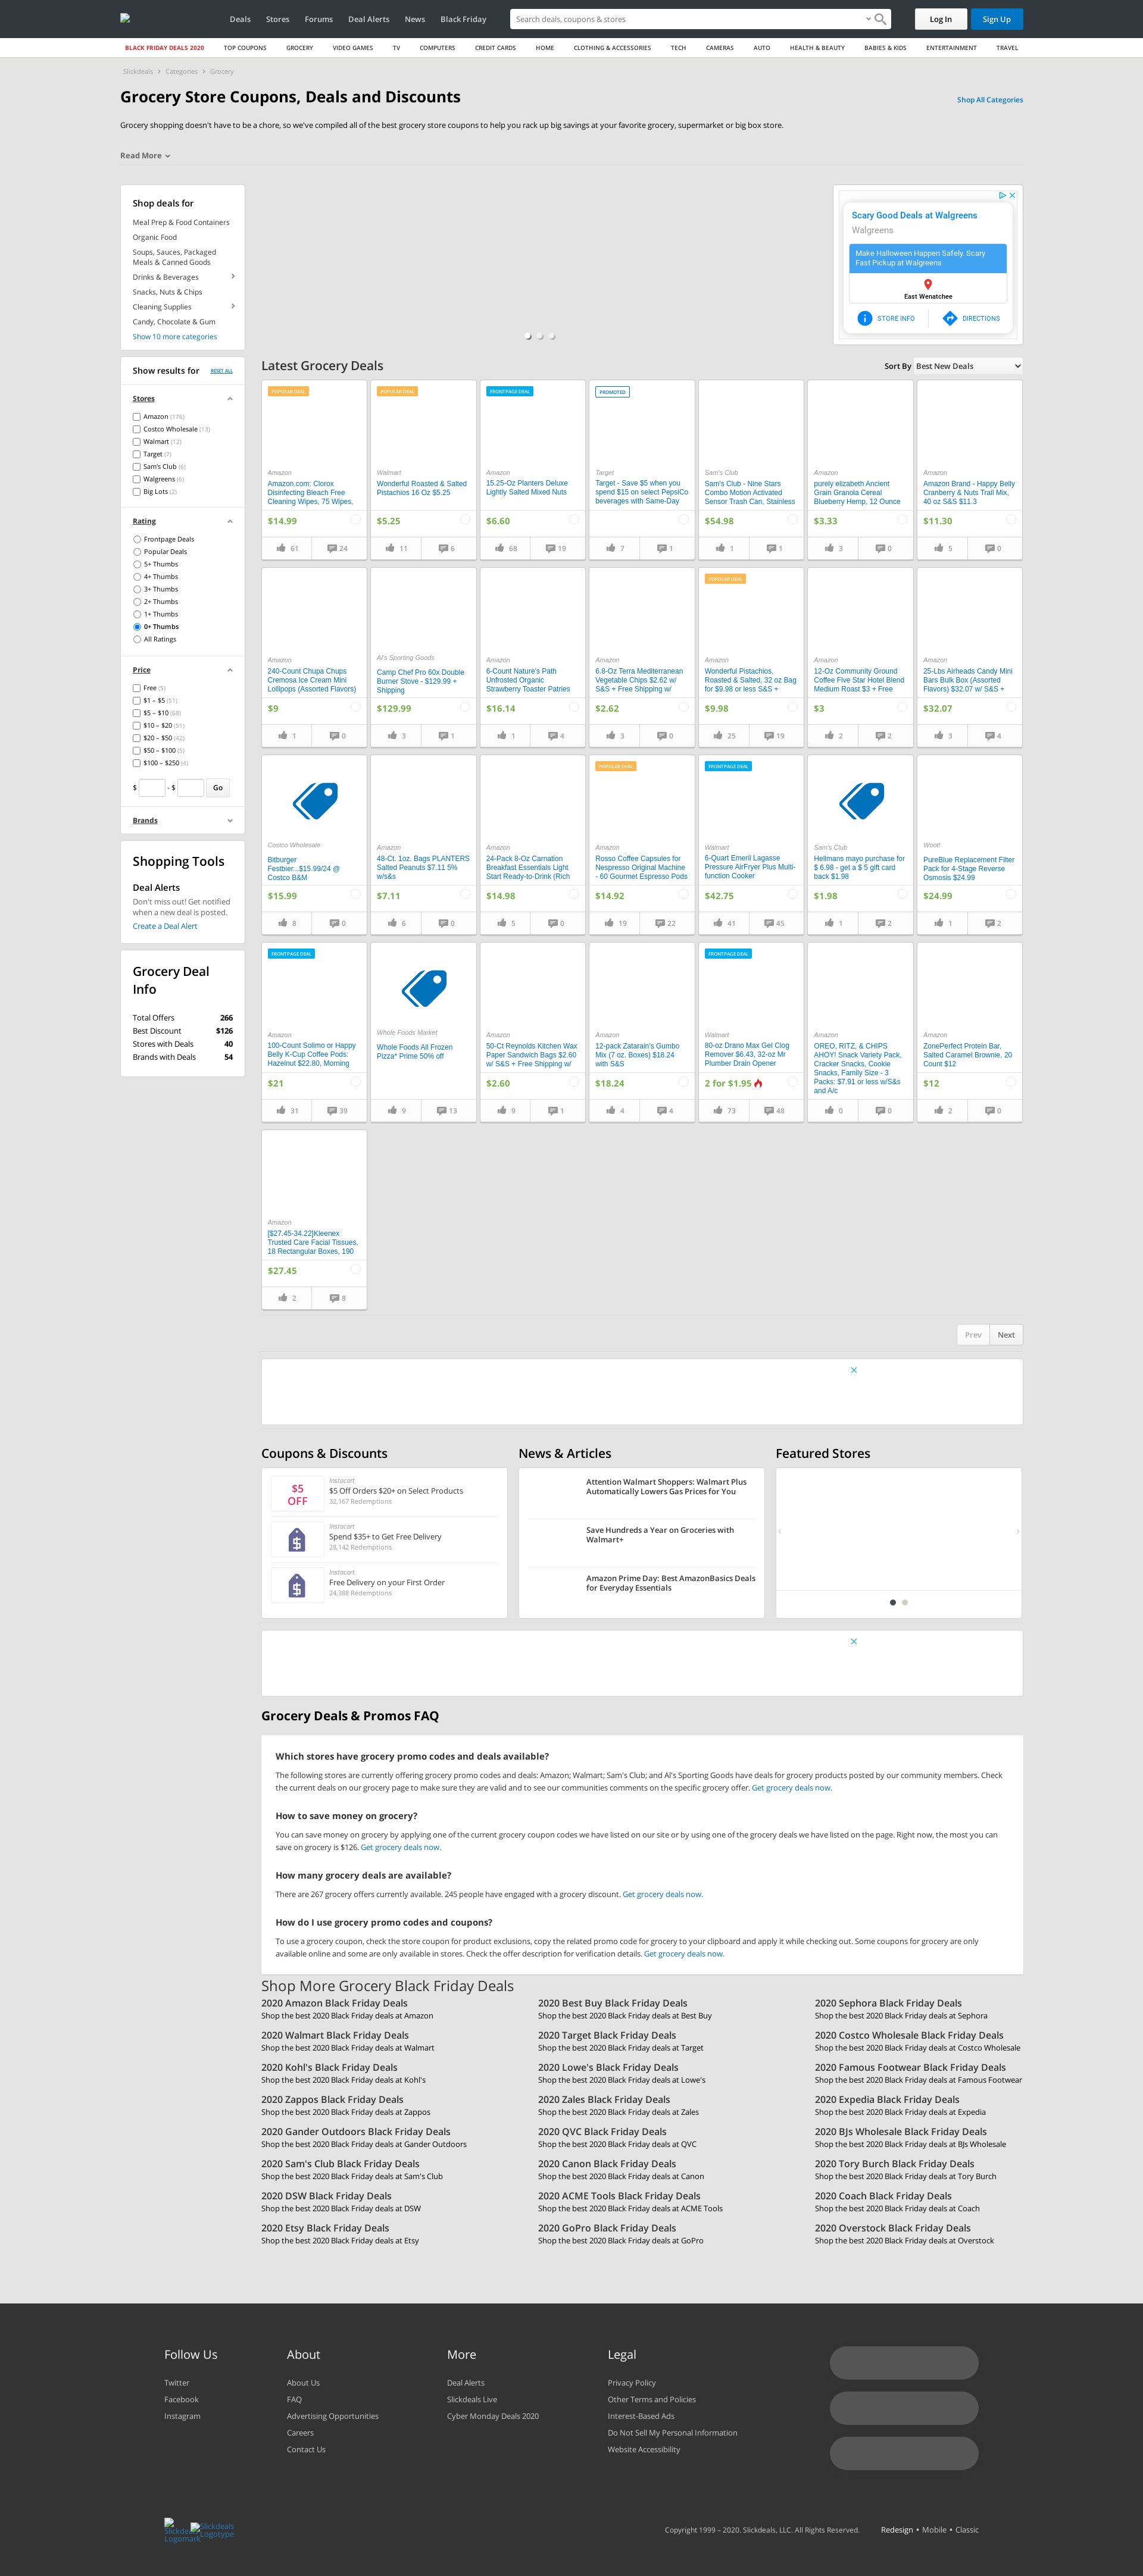 Deals Stores Forums Deal Alerts News Black Friday Search deals, coupons & stores Log In Sign Up
BLACK FRIDAY DEALS 2020 TOP COUPONS GROCERY VIDEO GAMES TV COMPUTERS CREDIT CARDS HOME CLOTHING & ACCESSORIES TECH CAMERAS AUTO HEALTH & BEAUTY BABIES & KIDS ENTERTAINMENT TRAVEL
Slickdeals > Categories > Grocery
Grocery Store Coupons, Deals and Discounts
Shop All Categories
Grocery shopping doesn't have to be a chore, so we've compiled all of the best grocery store coupons to help you rack up big savings at your favorite grocery, supermarket or big box store.
Read More
Shop deals for
Meal Prep & Food Containers
Organic Food
Soups, Sauces, Packaged
Meals & Canned Goods
Drinks & Beverages
Snacks, Nuts & Chips
Cleaning Supplies
Candy, Chocolate & Gum
Show 10 more categories
Show results for RESET ALL
Stores
Amazon (176)
Costco Wholesale (13)
Walmart (12)
Target (7)
Sam's Club (6)
Walgreens (6)
Big Lots (2)
Rating
Frontpage Deals
Popular Deals
5+ Thumbs
4+ Thumbs
3+ Thumbs
2+ Thumbs
1+ Thumbs
0+ Thumbs
All Ratings
Price
Free (5)
$1 – $5 (51)
$5 – $10 (68)
$10 – $20 (51)
$20 – $50 (42)
$50 – $100 (5)
$100 – $250 (4)
$ - $ Go
Brands
Shopping Tools
Deal Alerts
Don't miss out! Get notified
when a new deal is posted.
Create a Deal Alert
Grocery Deal
Info
Total Offers 266
Best Discount $126
Stores with Deals 40
Brands with Deals 54
Scary Good Deals at Walgreens
Walgreens
Make Halloween Happen Safely. Scary
Fast Pickup at Walgreens
East Wenatchee
STORE INFO DIRECTIONS
Latest Grocery Deals
Sort By Best New Deals
POPULAR DEAL
Amazon
Amazon.com: Clorox
Disinfecting Bleach Free
Cleaning Wipes, 75 Wipes,
$14.99
61 24
POPULAR DEAL
Walmart
Wonderful Roasted & Salted
Pistachios 16 Oz $5.25
$5.25
11 6
FRONTPAGE DEAL
Amazon
15.25-Oz Planters Deluxe
Lightly Salted Mixed Nuts
$6.60
68 19
PROMOTED
Target
Target - Save $5 when you
spend $15 on select PepsiCo
beverages with Same-Day
7 1
Sam's Club
Sam's Club - Nine Stars
Combo Motion Activated
Sensor Trash Can, Stainless
$54.98
1 1
Amazon
purely elizabeth Ancient
Grain Granola Cereal
Blueberry Hemp, 12 Ounce
$3.33
3 0
Amazon
Amazon Brand - Happy Belly
Cranberry & Nuts Trail Mix,
40 oz S&S $11.3
$11.30
5 0
Amazon
240-Count Chupa Chups
Cremosa Ice Cream Mini
Lollipops (Assorted Flavors)
$9
1 0
Al's Sporting Goods
Camp Chef Pro 60x Double
Burner Stove - $129.99 +
Shipping
$129.99
3 1
Amazon
6-Count Nature's Path
Unfrosted Organic
Strawberry Toaster Patries
$16.14
1 4
Amazon
6.8-Oz Terra Mediterranean
Vegetable Chips $2.62 w/
S&S + Free Shipping w/
$2.62
3 0
POPULAR DEAL
Amazon
Wonderful Pistachios,
Roasted & Salted, 32 oz Bag
for $9.98 or less S&S +
$9.98
25 19
Amazon
12-Oz Community Ground
Coffee Five Star Hotel Blend
Medium Roast $3 + Free
$3
2 2
Amazon
25-Lbs Airheads Candy Mini
Bars Bulk Box (Assorted
Flavors) $32.07 w/ S&S +
$32.07
3 4
Costco Wholesale
Bitburger
Festbier...$15.99/24 @
Costco B&M
$15.99
8 0
Amazon
48-Ct. 1oz. Bags PLANTERS
Salted Peanuts $7.11 5%
w/s&s
$7.11
6 0
Amazon
24-Pack 8-Oz Carnation
Breakfast Essentials Light
Start Ready-to-Drink (Rich
$14.98
5 0
POPULAR DEAL
Amazon
Rosso Coffee Capsules for
Nespresso Original Machine
- 60 Gourmet Espresso Pods
$14.92
19 22
FRONTPAGE DEAL
Walmart
6-Quart Emeril Lagasse
Pressure AirFryer Plus Multi-
function Cooker
$42.75
41 45
Sam's Club
Hellmans mayo purchase for
$ 6.98 - get a $ 5 gift card
back $1.98
$1.98
1 2
Woot!
PureBlue Replacement Filter
Pack for 4-Stage Reverse
Osmosis $24.99
$24.99
1 2
FRONTPAGE DEAL
Amazon
100-Count Solimo or Happy
Belly K-Cup Coffee Pods:
Hazelnut $22.80, Morning
$21
31 39
Whole Foods Market
Whole Foods All Frozen
Pizza* Prime 50% off
9 13
Amazon
50-Ct Reynolds Kitchen Wax
Paper Sandwich Bags $2.60
w/ S&S + Free Shipping w/
$2.60
9 1
Amazon
12-pack Zatarain's Gumbo
Mix (7 oz. Boxes) $18.24
with S&S
$18.24
4 4
FRONTPAGE DEAL
Walmart
80-oz Drano Max Gel Clog
Remover $6.43, 32-oz Mr
Plumber Drain Opener
2 for $1.95
73 48
Amazon
OREO, RITZ, & CHIPS
AHOY! Snack Variety Pack,
Cracker Snacks, Cookie
Snacks, Family Size - 3
Packs: $7.91 or less w/S&s
and A/c
0 0
Amazon
ZonePerfect Protein Bar,
Salted Caramel Brownie, 20
Count $12
$12
2 0
Amazon
[$27.45-34.22]Kleenex
Trusted Care Facial Tissues,
18 Rectangular Boxes, 190
$27.45
2 8
Prev Next
Coupons & Discounts
$5
OFF
Instacart
$5 Off Orders $20+ on Select Products
32,167 Redemptions
Instacart
Spend $35+ to Get Free Delivery
28,142 Redemptions
Instacart
Free Delivery on your First Order
24,388 Redemptions
News & Articles
Attention Walmart Shoppers: Walmart Plus
Automatically Lowers Gas Prices for You
Save Hundreds a Year on Groceries with
Walmart+
Amazon Prime Day: Best AmazonBasics Deals
for Everyday Essentials
Featured Stores
Grocery Deals & Promos FAQ
Which stores have grocery promo codes and deals available?
The following stores are currently offering grocery promo codes and deals: Amazon; Walmart; Sam's Club; and Al's Sporting Goods have deals for grocery products posted by our community members. Check
the current deals on our grocery page to make sure they are valid and to see our communities comments on the specific grocery offer. Get grocery deals now.
How to save money on grocery?
You can save money on grocery by applying one of the current grocery coupon codes we have listed on our site or by using one of the grocery deals we have listed on the page. Right now, the most you can
save on grocery is $126. Get grocery deals now.
How many grocery deals are available?
There are 267 grocery offers currently available. 245 people have engaged with a grocery discount. Get grocery deals now.
How do I use grocery promo codes and coupons?
To use a grocery coupon, check the store coupon for product exclusions, copy the related promo code for grocery to your clipboard and apply it while checking out. Some coupons for grocery are only
available online and some are only available in stores. Check the offer description for verification details. Get grocery deals now.
Shop More Grocery Black Friday Deals
2020 Amazon Black Friday Deals
Shop the best 2020 Black Friday deals at Amazon
2020 Best Buy Black Friday Deals
Shop the best 2020 Black Friday deals at Best Buy
2020 Sephora Black Friday Deals
Shop the best 2020 Black Friday deals at Sephora
2020 Walmart Black Friday Deals
Shop the best 2020 Black Friday deals at Walmart
2020 Target Black Friday Deals
Shop the best 2020 Black Friday deals at Target
2020 Costco Wholesale Black Friday Deals
Shop the best 2020 Black Friday deals at Costco Wholesale
2020 Kohl's Black Friday Deals
Shop the best 2020 Black Friday deals at Kohl's
2020 Lowe's Black Friday Deals
Shop the best 2020 Black Friday deals at Lowe's
2020 Famous Footwear Black Friday Deals
Shop the best 2020 Black Friday deals at Famous Footwear
2020 Zappos Black Friday Deals
Shop the best 2020 Black Friday deals at Zappos
2020 Zales Black Friday Deals
Shop the best 2020 Black Friday deals at Zales
2020 Expedia Black Friday Deals
Shop the best 2020 Black Friday deals at Expedia
2020 Gander Outdoors Black Friday Deals
Shop the best 2020 Black Friday deals at Gander Outdoors
2020 QVC Black Friday Deals
Shop the best 2020 Black Friday deals at QVC
2020 BJs Wholesale Black Friday Deals
Shop the best 2020 Black Friday deals at BJs Wholesale
2020 Sam's Club Black Friday Deals
Shop the best 2020 Black Friday deals at Sam's Club
2020 Canon Black Friday Deals
Shop the best 2020 Black Friday deals at Canon
2020 Tory Burch Black Friday Deals
Shop the best 2020 Black Friday deals at Tory Burch
2020 DSW Black Friday Deals
Shop the best 2020 Black Friday deals at DSW
2020 ACME Tools Black Friday Deals
Shop the best 2020 Black Friday deals at ACME Tools
2020 Coach Black Friday Deals
Shop the best 2020 Black Friday deals at Coach
2020 Etsy Black Friday Deals
Shop the best 2020 Black Friday deals at Etsy
2020 GoPro Black Friday Deals
Shop the best 2020 Black Friday deals at GoPro
2020 Overstock Black Friday Deals
Shop the best 2020 Black Friday deals at Overstock
Follow Us
Twitter
Facebook
Instagram
About
About Us
FAQ
Advertising Opportunities
Careers
Contact Us
More
Deal Alerts
Slickdeals Live
Cyber Monday Deals 2020
Legal
Privacy Policy
Other Terms and Policies
Interest-Based Ads
Do Not Sell My Personal Information
Website Accessibility
Slickdeals
Logotype
Logomark
Copyright 1999 – 2020. Slickdeals, LLC. All Rights Reserved. Redesign • Mobile • Classic